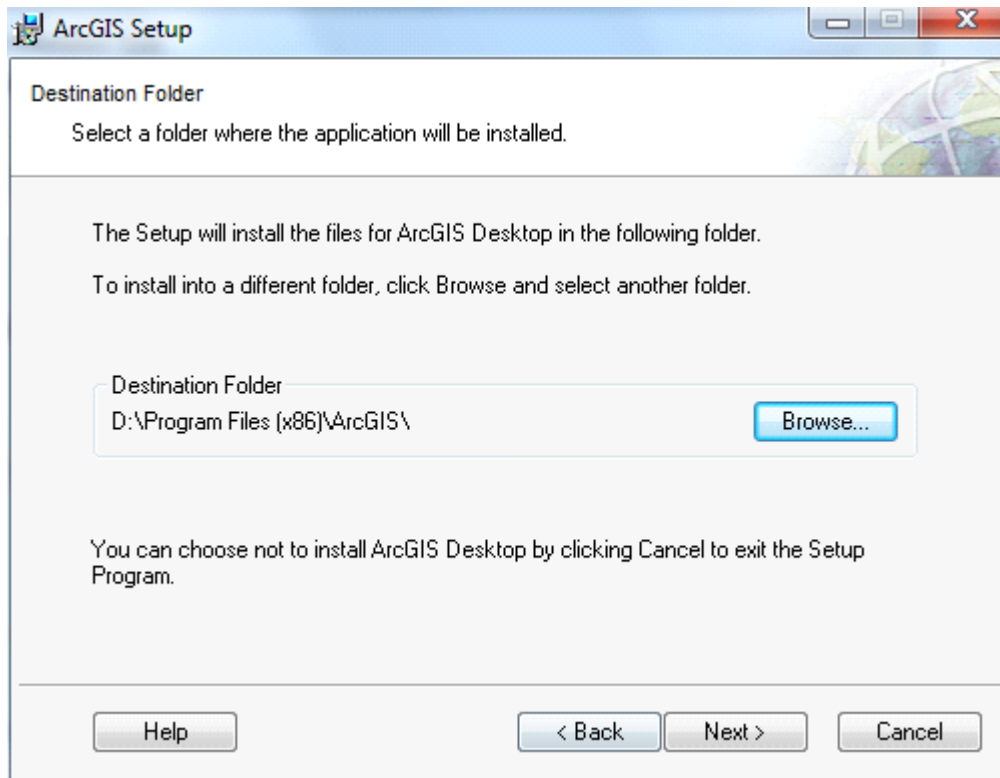 ArcGIS Setup
Destination Folder
Select a folder where the application will be installed.
The Setup will install the files for ArcGIS Desktop in the following folder.
To install into a different folder, click Browse and select another folder.
Destination Folder
D:\Program Files (x86)\ArcGIS\
Browse...
You can choose not to install ArcGIS Desktop by clicking Cancel to exit the Setup
Program.
Help
< Back
Next >
Cancel